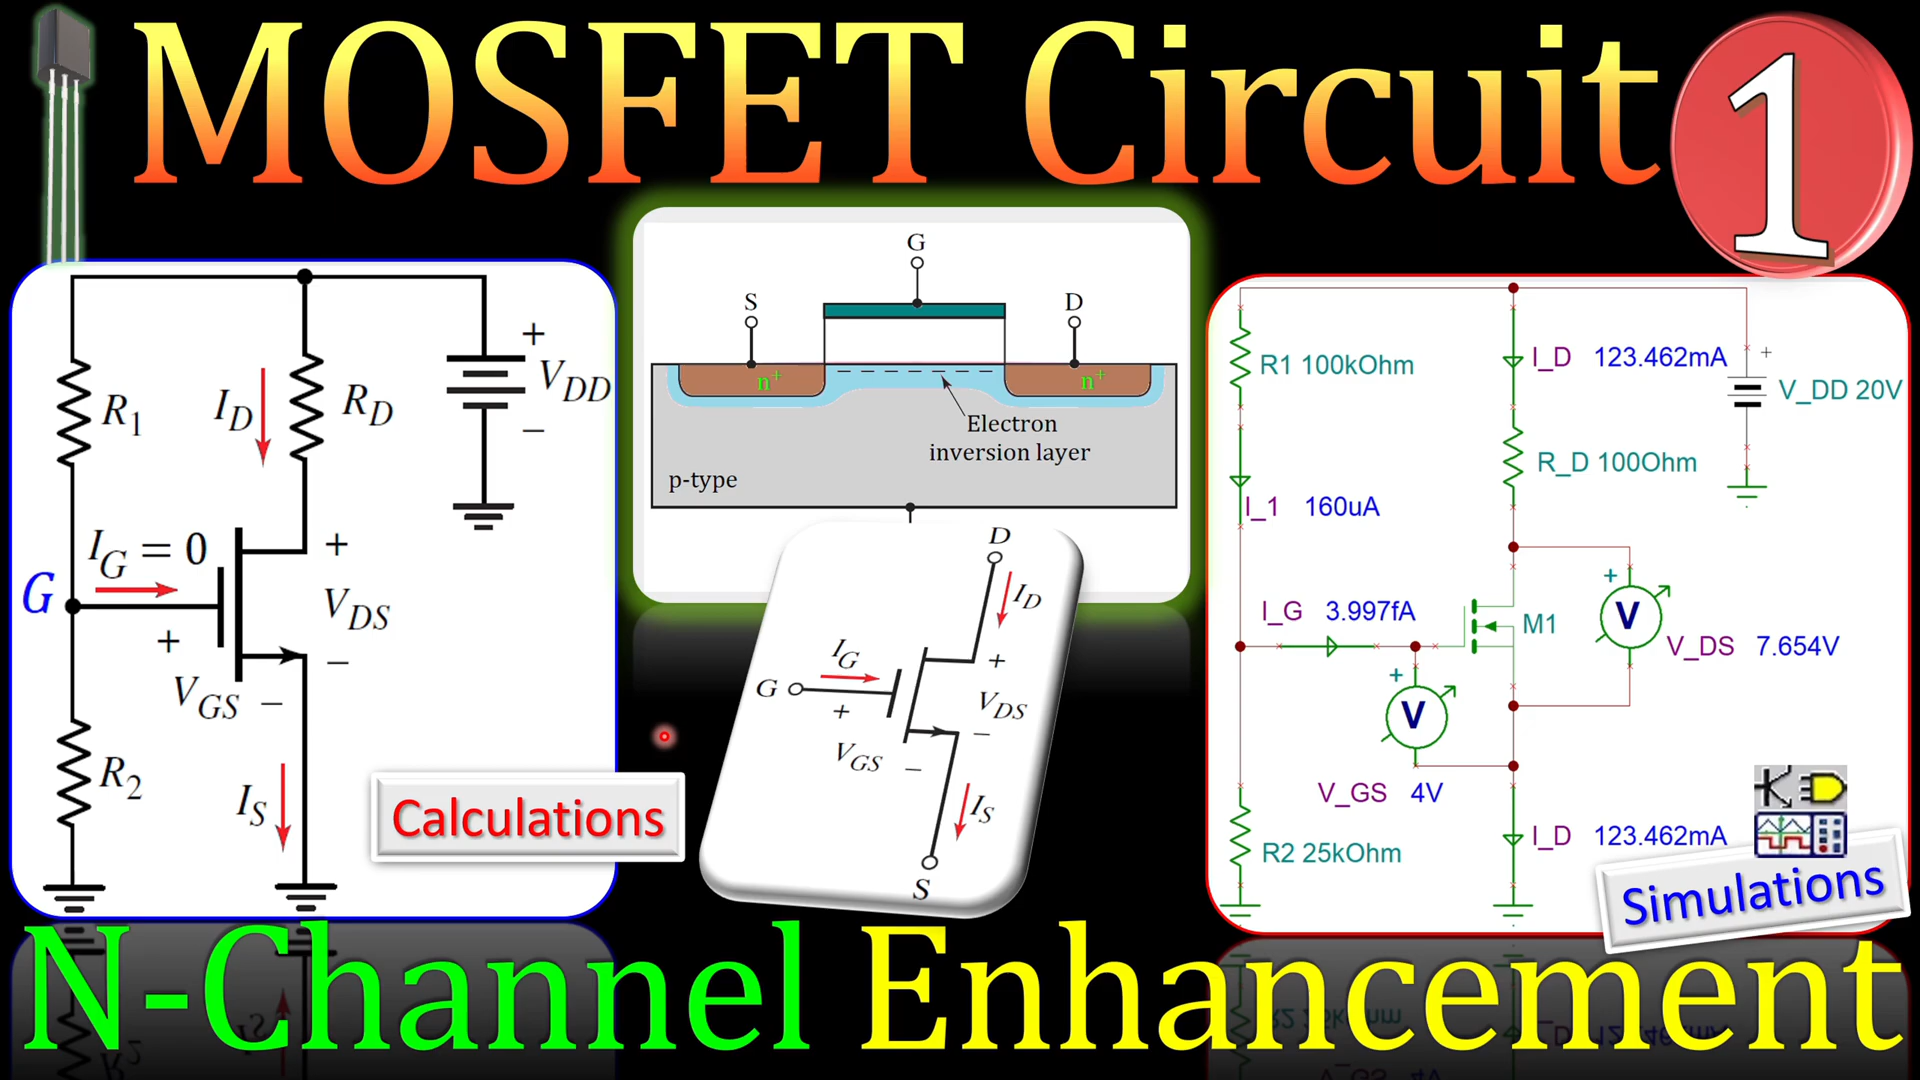 MOSFET Circuit 1
R1
ID
RD
+
VDD
−
IG = 0
G
+
VDS
−
+
VGS −
R2
IS
Calculations
G
S
D
n+
n+
Electron
inversion layer
p-type
D
ID
IG
G
+
+
VDS
−
VGS −
IS
S
R1 100kOhm
I_D 123.462mA
+
V_DD 20V
R_D 100Ohm
I_1 160uA
I_G 3.997fA
M1
+
V
V_DS 7.654V
+
V
V_GS 4V
R2 25kOhm
I_D 123.462mA
Simulations
N-Channel Enhancement